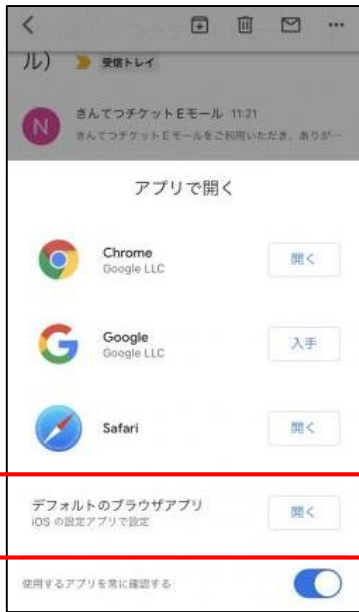 ル) 受信トレイ
N
きんてつチケットEモール 11:21
きんてつチケットEモールをご利用いただき、ありが…
アプリで開く
Chrome
Google LLC
開く
Google
Google LLC
入手
Safari
開く
デフォルトのブラウザアプリ
iOS の設定アプリで設定
開く
使用するアプリを常に確認する